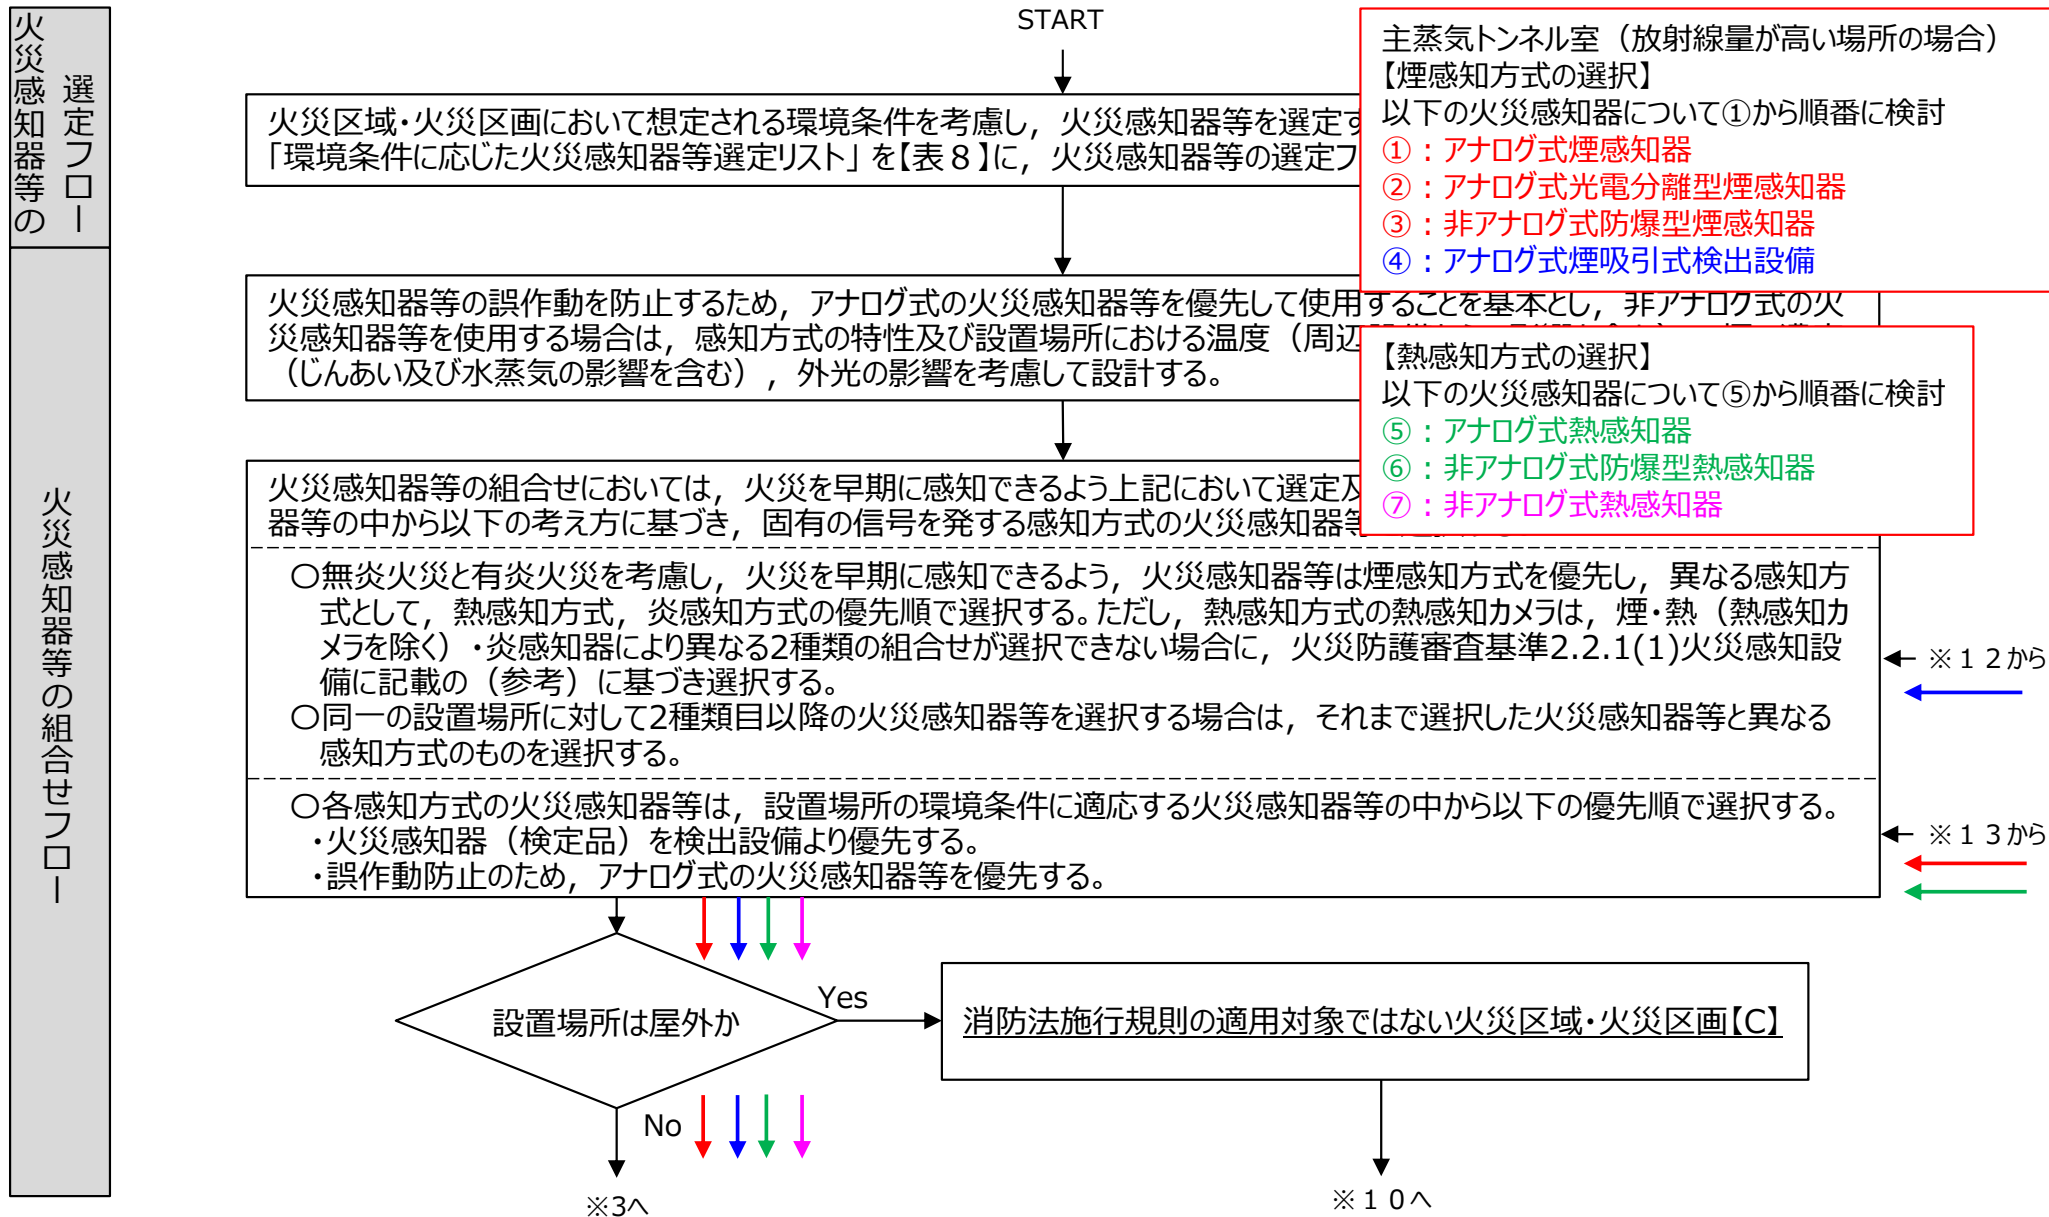 火災感知器等の
選定フロー
火災感知器等の組合せフロー
START
火災区域・火災区画において想定される環境条件を考慮し，火災感知器等を選定す
「環境条件に応じた火災感知器等選定リスト」を【表８】に，火災感知器等の選定フ
主蒸気トンネル室（放射線量が高い場所の場合）
【煙感知方式の選択】
以下の火災感知器について①から順番に検討
①：アナログ式煙感知器
②：アナログ式光電分離型煙感知器
③：非アナログ式防爆型煙感知器
④：アナログ式煙吸引式検出設備
火災感知器等の誤作動を防止するため，アナログ式の火災感知器等を優先して使用することを基本とし，非アナログ式の火
災感知器等を使用する場合は，感知方式の特性及び設置場所における温度（周辺
（じんあい及び水蒸気の影響を含む），外光の影響を考慮して設計する。
【熱感知方式の選択】
以下の火災感知器について⑤から順番に検討
⑤：アナログ式熱感知器
⑥：非アナログ式防爆型熱感知器
⑦：非アナログ式熱感知器
火災感知器等の組合せにおいては，火災を早期に感知できるよう上記において選定及
器等の中から以下の考え方に基づき，固有の信号を発する感知方式の火災感知器等
○無炎火災と有炎火災を考慮し，火災を早期に感知できるよう，火災感知器等は煙感知方式を優先し，異なる感知方
式として，熱感知方式，炎感知方式の優先順で選択する。ただし，熱感知方式の熱感知カメラは，煙・熱（熱感知カ
メラを除く）・炎感知器により異なる2種類の組合せが選択できない場合に，火災防護審査基準2.2.1(1)火災感知設
備に記載の（参考）に基づき選択する。
○同一の設置場所に対して2種類目以降の火災感知器等を選択する場合は，それまで選択した火災感知器等と異なる
感知方式のものを選択する。
※１２から
○各感知方式の火災感知器等は，設置場所の環境条件に適応する火災感知器等の中から以下の優先順で選択する。
・火災感知器（検定品）を検出設備より優先する。
・誤作動防止のため，アナログ式の火災感知器等を優先する。
※１３から
設置場所は屋外か
Yes
消防法施行規則の適用対象ではない火災区域・火災区画【C】
No
※3へ
※１０へ